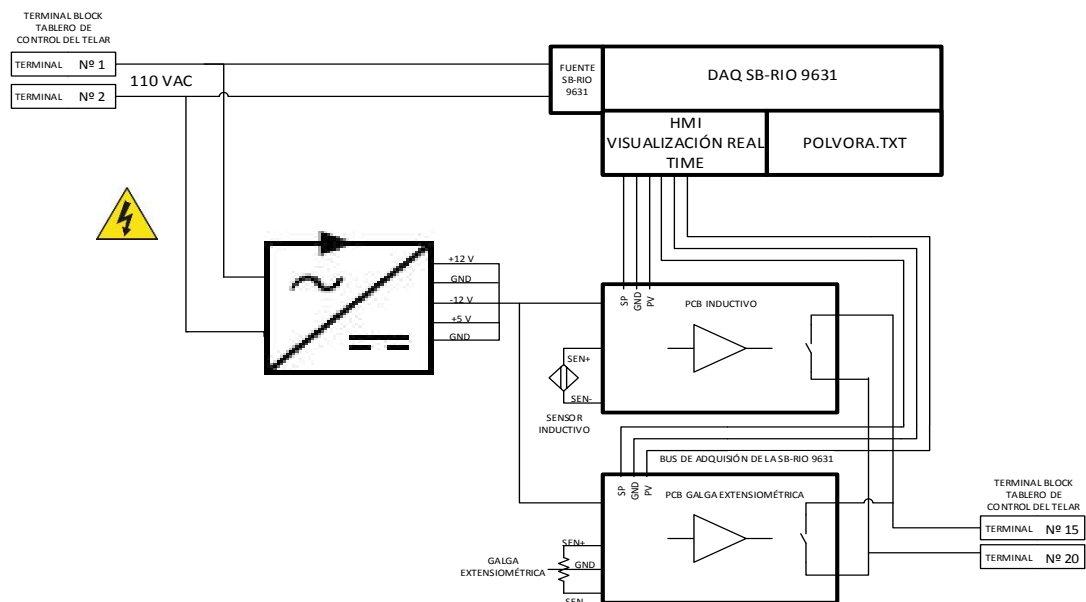 TERMINAL BLOCK
TABLERO DE
CONTROL DEL TELAR
TERMINAL Nº 1
TERMINAL Nº 2
110 VAC
FUENTE
SB-RIO
9631
DAQ SB-RIO 9631
HMI
VISUALIZACIÓN REAL
TIME
POLVORA.TXT
+12 V
GND
-12 V
+5 V
GND
SP
GND
PV
PCB INDUCTIVO
SEN+
SEN-
SENSOR
INDUCTIVO
BUS DE ADQUISIÓN DE LA SB-RIO 9631
SP
GND
PV
PCB GALGA EXTENSIOMÉTRICA
SEN+
GND
SEN-
GALGA
EXTENSIOMÉTRICA
TERMINAL BLOCK
TABLERO DE
CONTROL DEL TELAR
TERMINAL Nº 15
TERMINAL Nº 20